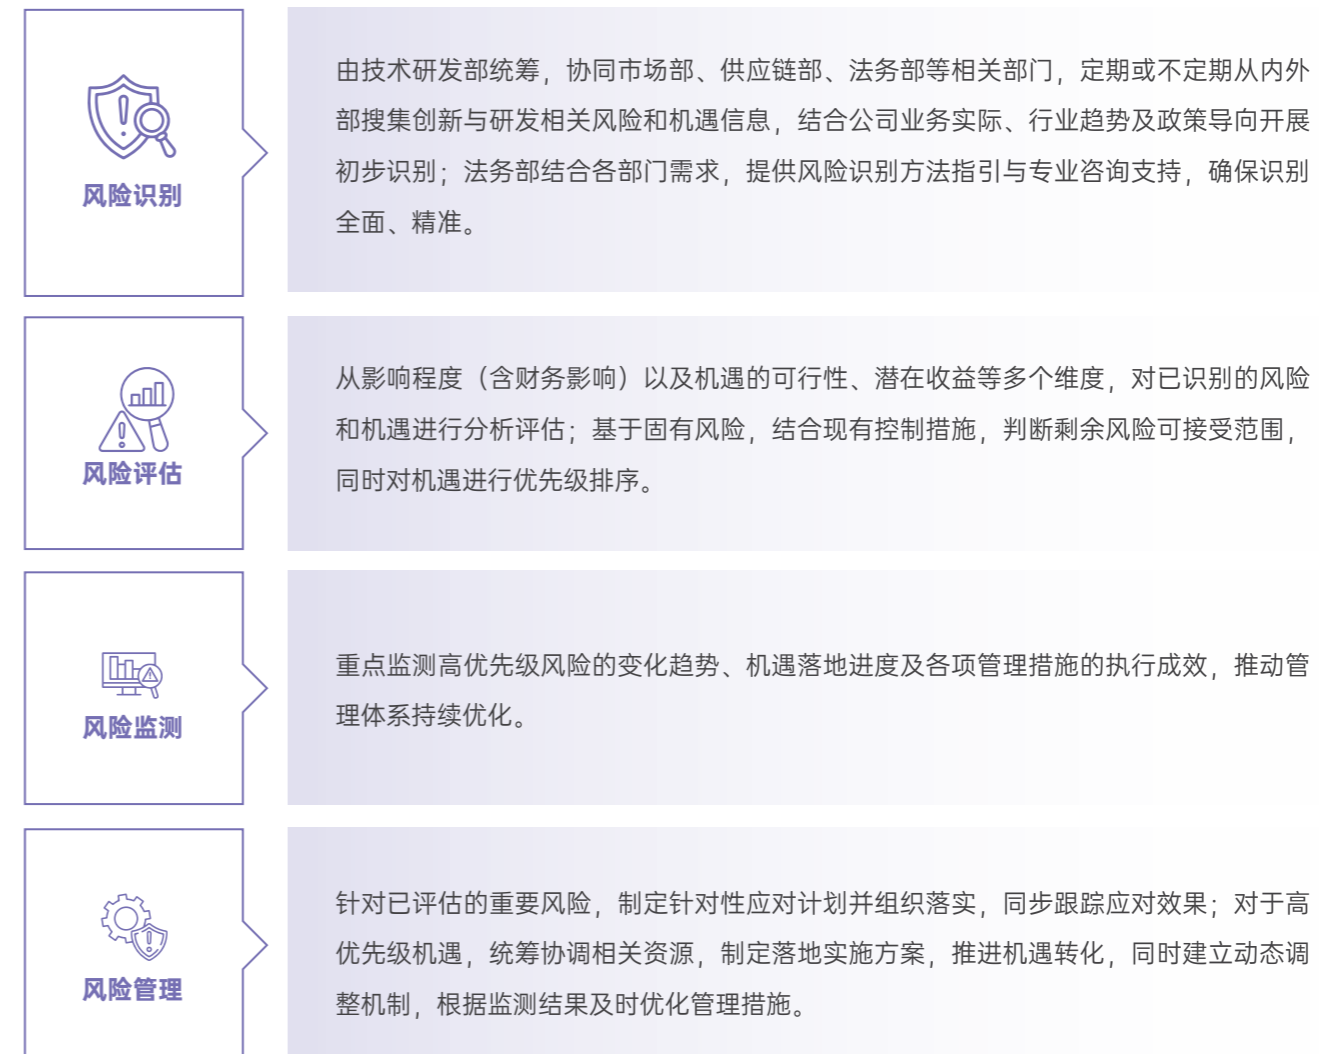 风险识别
由技术研发部统筹，协同市场部、供应链部、法务部等相关部门，定期或不定期从内外
部搜集创新与研发相关风险和机遇信息，结合公司业务实际、行业趋势及政策导向开展
初步识别；法务部结合各部门需求，提供风险识别方法指引与专业咨询支持，确保识别
全面、精准。
风险评估
从影响程度（含财务影响）以及机遇的可行性、潜在收益等多个维度，对已识别的风险
和机遇进行分析评估；基于固有风险，结合现有控制措施，判断剩余风险可接受范围，
同时对机遇进行优先级排序。
风险监测
重点监测高优先级风险的变化趋势、机遇落地进度及各项管理措施的执行成效，推动管
理体系持续优化。
风险管理
针对已评估的重要风险，制定针对性应对计划并组织落实，同步跟踪应对效果；对于高
优先级机遇，统筹协调相关资源，制定落地实施方案，推进机遇转化，同时建立动态调
整机制，根据监测结果及时优化管理措施。